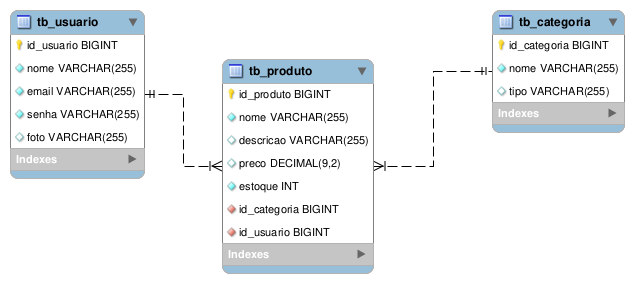 tb_usuario
id_usuario BIGINT
nome VARCHAR(255)
email VARCHAR(255)
senha VARCHAR(255)
foto VARCHAR(255)
Indexes
tb_produto
id_produto BIGINT
nome VARCHAR(255)
descricao VARCHAR(255)
preco DECIMAL(9,2)
estoque INT
id_categoria BIGINT
id_usuario BIGINT
Indexes
tb_categoria
id_categoria BIGINT
nome VARCHAR(255)
tipo VARCHAR(255)
Indexes